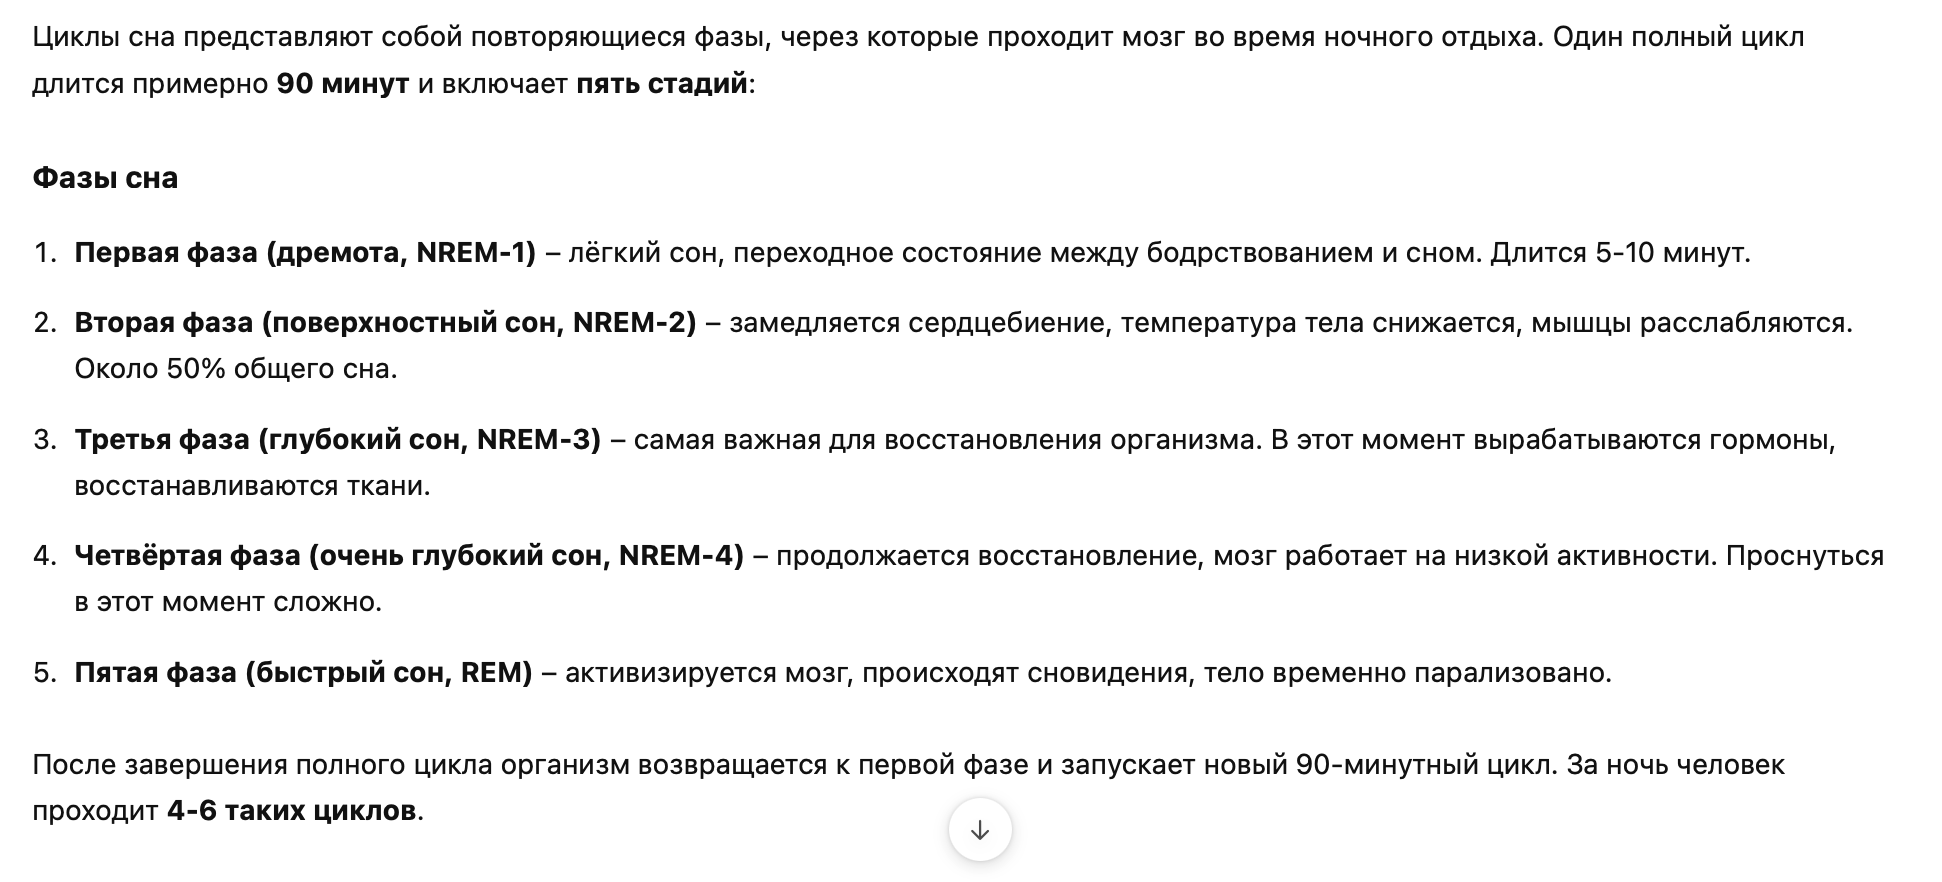 Циклы сна представляют собой повторяющиеся фазы, через которые проходит мозг во время ночного отдыха. Один полный цикл
длится примерно 90 минут и включает пять стадий:
Фазы сна
1. Первая фаза (дремота, NREM-1) – лёгкий сон, переходное состояние между бодрствованием и сном. Длится 5-10 минут.
2. Вторая фаза (поверхностный сон, NREM-2) – замедляется сердцебиение, температура тела снижается, мышцы расслабляются.
Около 50% общего сна.
3. Третья фаза (глубокий сон, NREM-3) – самая важная для восстановления организма. В этот момент вырабатываются гормоны,
восстанавливаются ткани.
4. Четвёртая фаза (очень глубокий сон, NREM-4) – продолжается восстановление, мозг работает на низкой активности. Проснуться
в этот момент сложно.
5. Пятая фаза (быстрый сон, REM) – активизируется мозг, происходят сновидения, тело временно парализовано.
После завершения полного цикла организм возвращается к первой фазе и запускает новый 90-минутный цикл. За ночь человек
проходит 4-6 таких циклов.